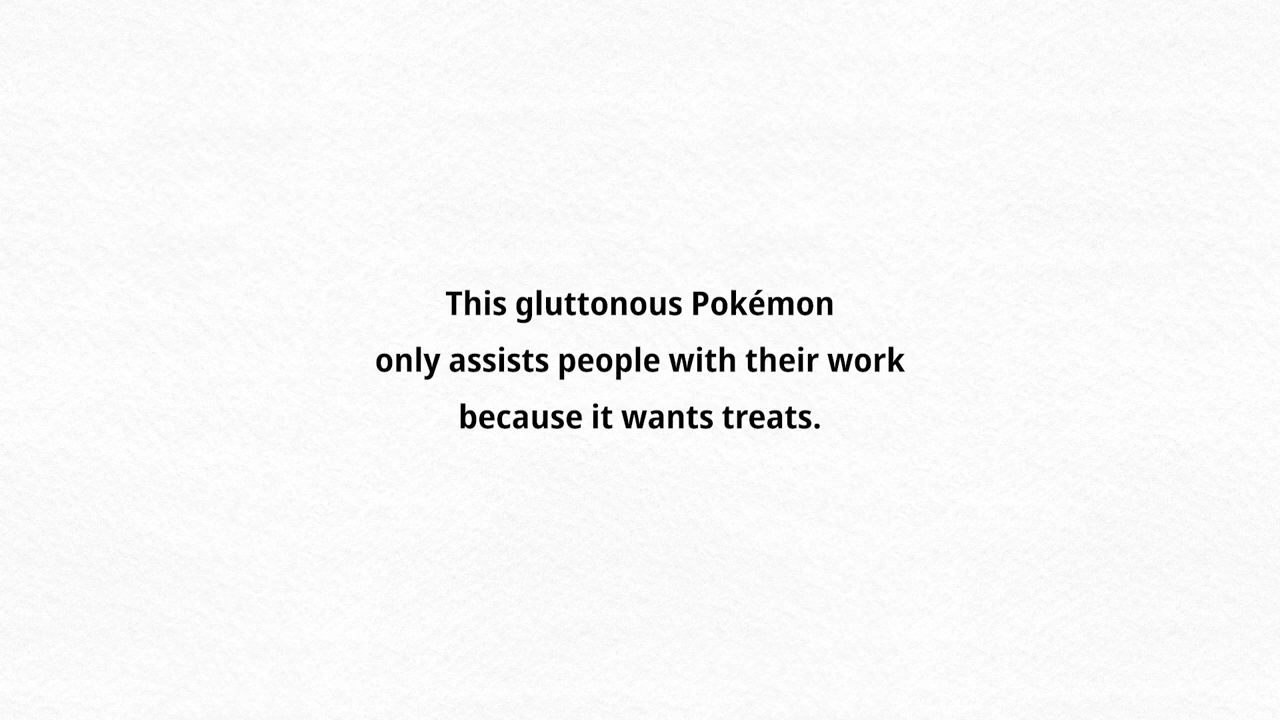 This gluttonous Pokémon
only assists people with their work
because it wants treats.